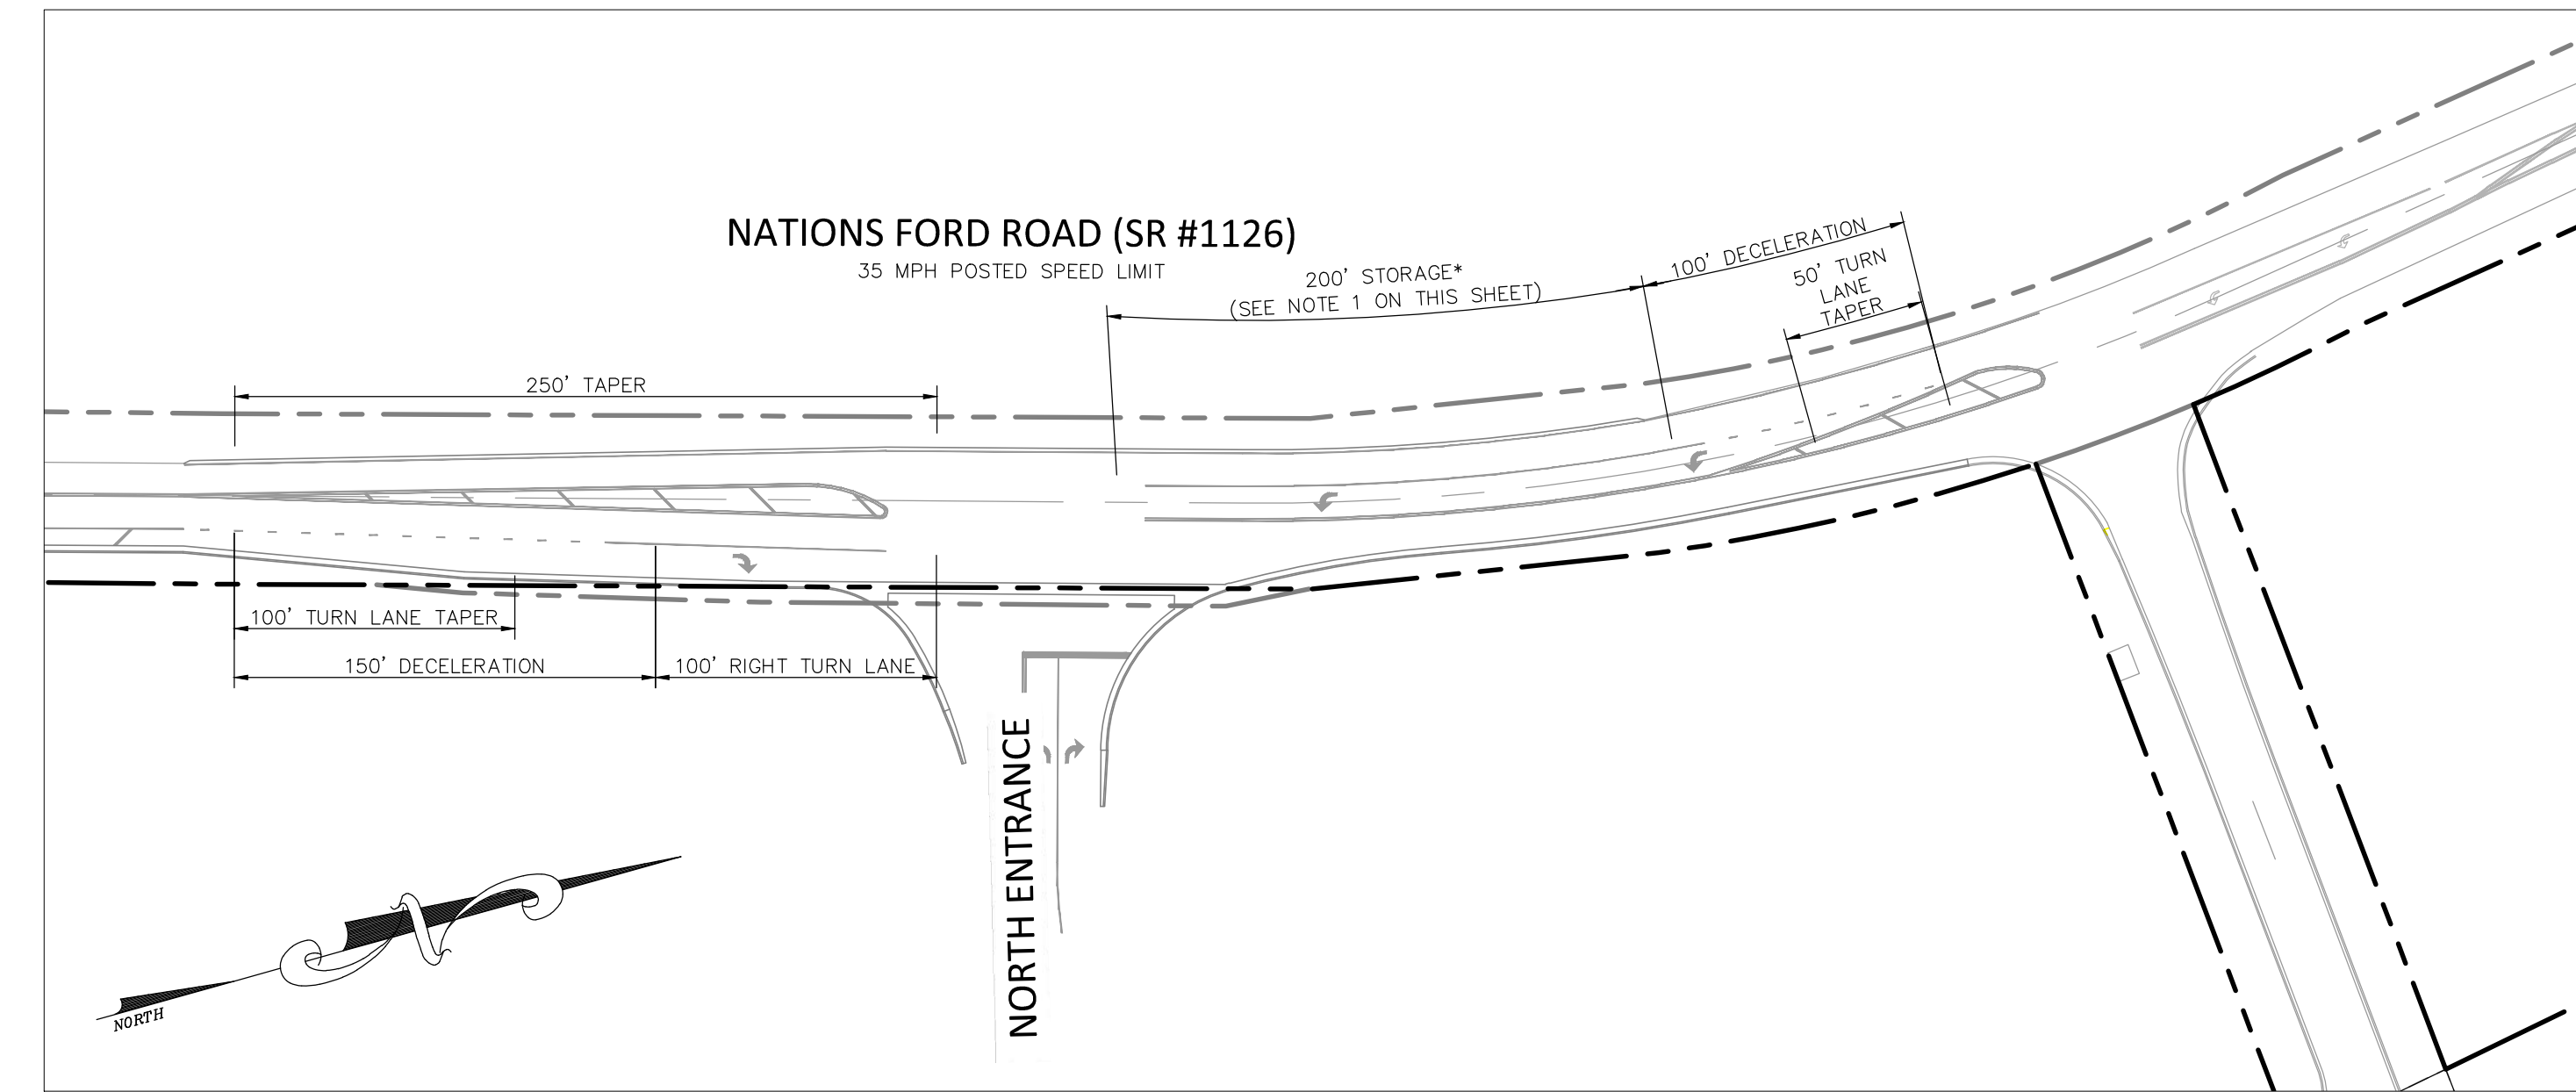 NATIONS FORD ROAD (SR #1126)
35 MPH POSTED SPEED LIMIT
200' STORAGE*
(SEE NOTE 1 ON THIS SHEET)
100' DECELERATION
50' TURN
LANE
TAPER
250' TAPER
100' TURN LANE TAPER
150' DECELERATION
100' RIGHT TURN LANE
NORTH ENTRANCE
N
NORTH